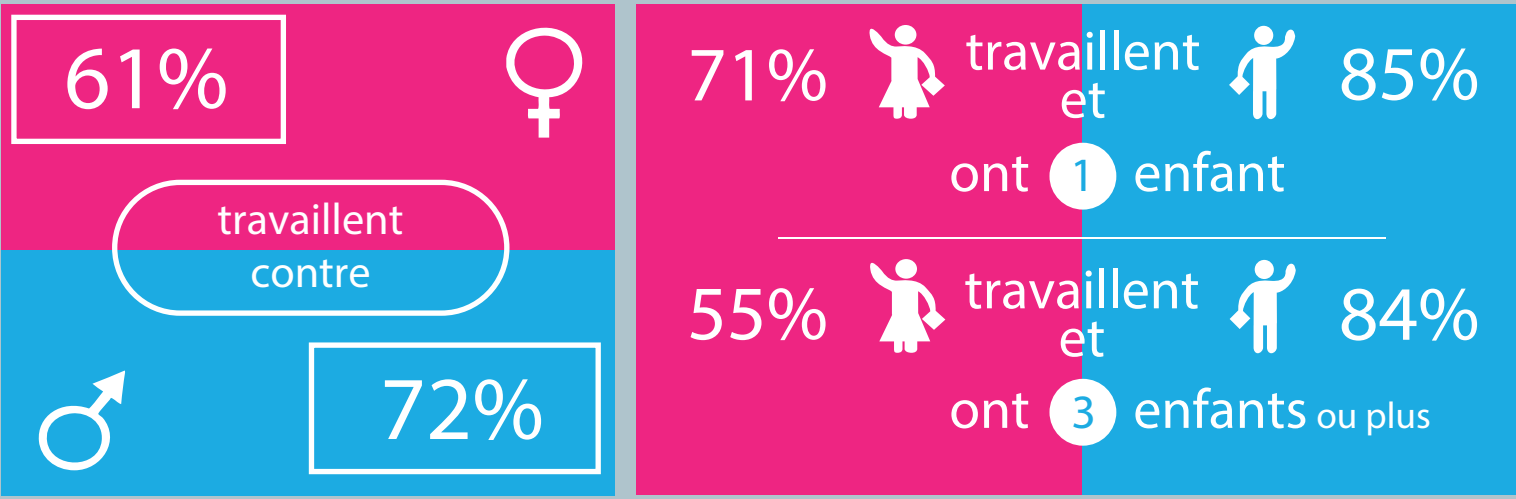 61%
travaillent
contre
72%
71% travaillent 85%
et
ont 1 enfant
55% travaillent 84%
et
ont 3 enfants ou plus